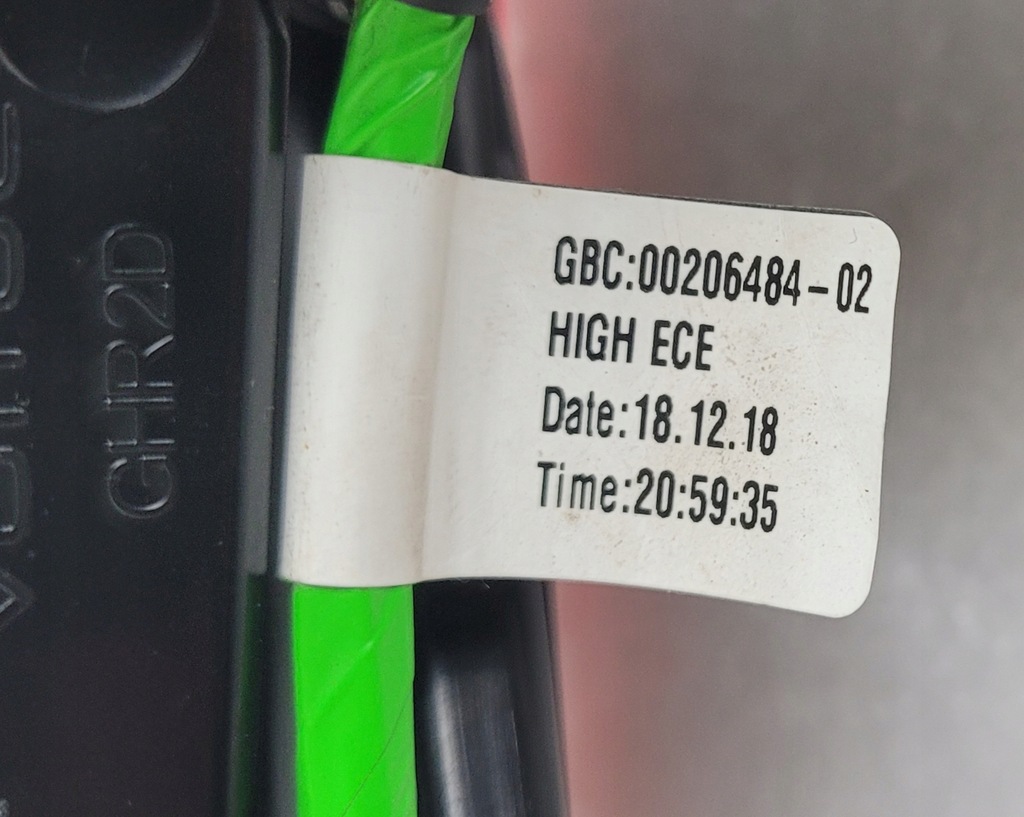 GBC:00206484-02
HIGH ECE
Date:18.12.18
Time:20:59:35
GHR2D